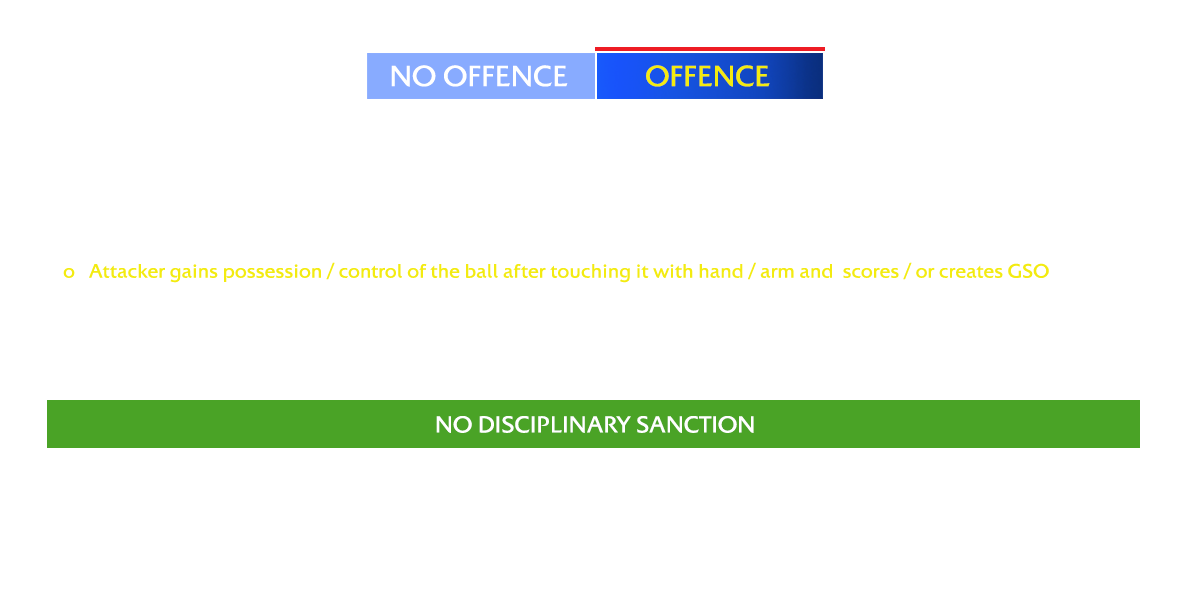 NO OFFENCE OFFENCE
o Attacker gains possession / control of the ball after touching it with hand / arm and scores / or creates GSO
NO DISCIPLINARY SANCTION